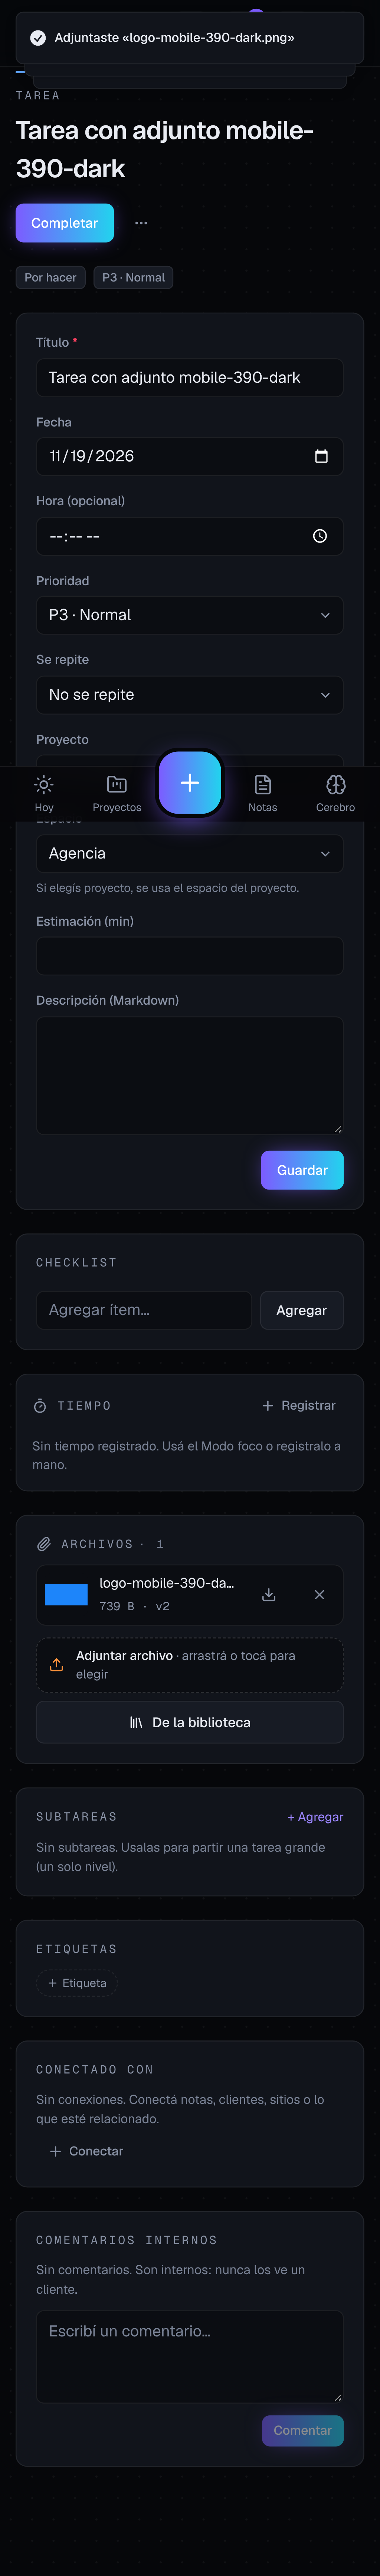 Adjuntaste «logo-mobile-390-dark.png»
TAREA
Tarea con adjunto mobile-
390-dark
Completar
Por hacer
P3 · Normal
Título *
Tarea con adjunto mobile-390-dark
Fecha
11/19/2026
Hora (opcional)
--:-- --
Prioridad
P3 · Normal
Se repite
No se repite
Proyecto
Hoy
Proyectos
Notas
Cerebro
Agencia
Si elegís proyecto, se usa el espacio del proyecto.
Estimación (min)
Descripción (Markdown)
Guardar
CHECKLIST
Agregar ítem...
Agregar
TIEMPO
+ Registrar
Sin tiempo registrado. Usá el Modo foco o registralo a
mano.
ARCHIVOS · 1
logo-mobile-390-da...
739 B · v2
Adjuntar archivo · arrastrá o tocá para
elegir
De la biblioteca
SUBTAREAS
+ Agregar
Sin subtareas. Usalas para partir una tarea grande
(un solo nivel).
ETIQUETAS
+ Etiqueta
CONECTADO CON
Sin conexiones. Conectá notas, clientes, sitios o lo
que esté relacionado.
+ Conectar
COMENTARIOS INTERNOS
Sin comentarios. Son internos: nunca los ve un
cliente.
Escribí un comentario...
Comentar